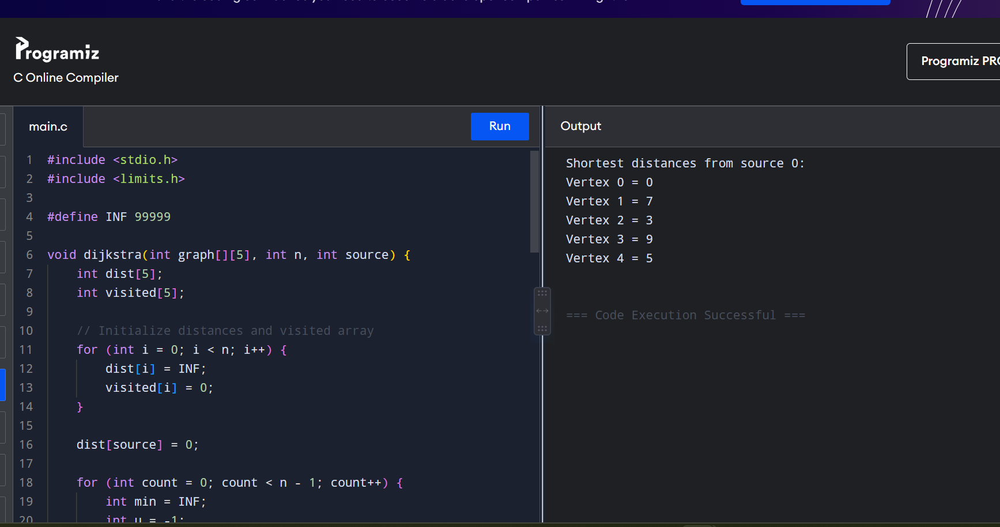 Programiz
C Online Compiler
Programiz PRO
main.c
Run
Output
1 #include <stdio.h>
2 #include <limits.h>
3
4 #define INF 99999
5
6 void dijkstra(int graph[][5], int n, int source) {
7 int dist[5];
8 int visited[5];
9
10 // Initialize distances and visited array
11 for (int i = 0; i < n; i++) {
12 dist[i] = INF;
13 visited[i] = 0;
14 }
15
16 dist[source] = 0;
17
18 for (int count = 0; count < n - 1; count++) {
19 int min = INF;
20 int u = -1;
Shortest distances from source 0:
Vertex 0 = 0
Vertex 1 = 7
Vertex 2 = 3
Vertex 3 = 9
Vertex 4 = 5
=== Code Execution Successful ===